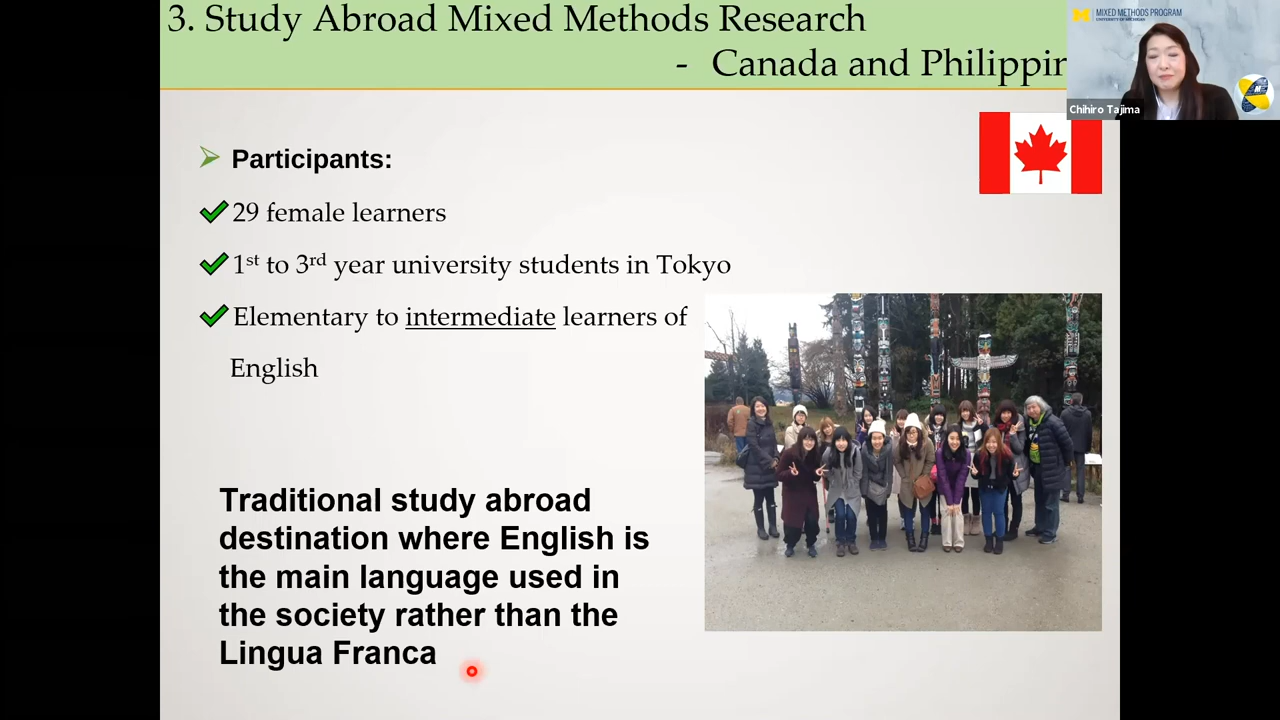 3. Study Abroad Mixed Methods Research
- Canada and Philippin
MIXED METHODS PROGRAM
UNIVERSITY OF MICHIGAN
Chihiro Tajima
Participants:
29 female learners
1st to 3rd year university students in Tokyo
Elementary to intermediate learners of
English
Traditional study abroad
destination where English is
the main language used in
the society rather than the
Lingua Franca